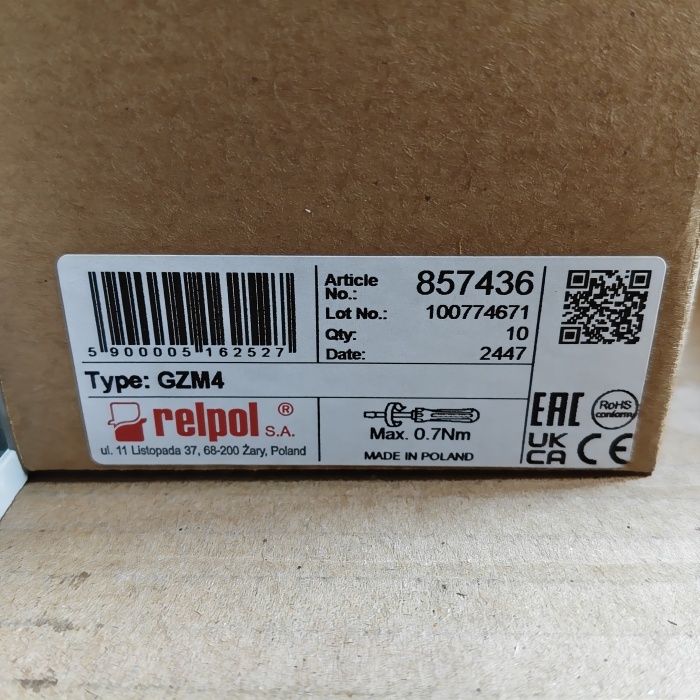 5 900005 162527
Article No.: 857436
Lot No.: 100774671
Qty: 10
Date: 2447
Type: GZM4
relpol ® S.A.
ul. 11 Listopada 37, 68-200 Żary, Poland
Max. 0.7Nm
MADE IN POLAND
EAC
RoHS
conformity
UK
CA
CE